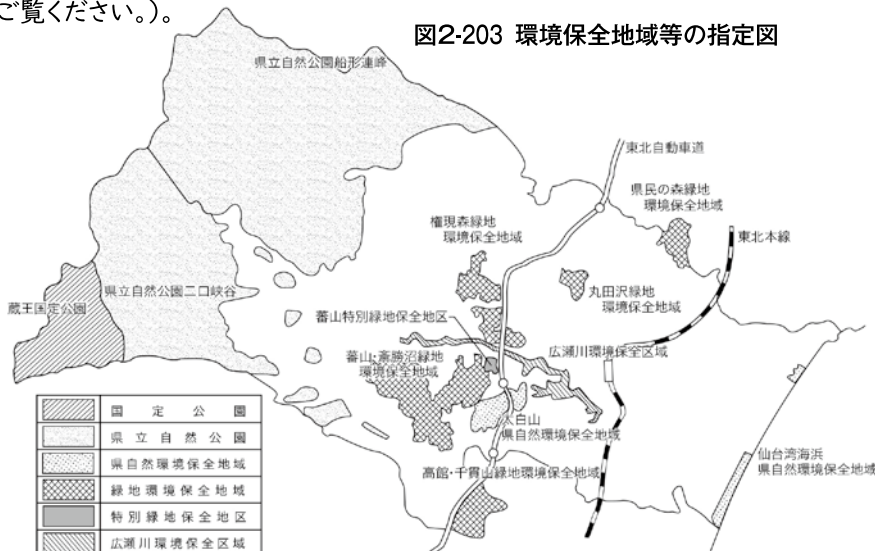 ご覧ください。)。
図2-203 環境保全地域等の指定図
県立自然公園船形連峰
東北自動車道
県民の森緑地
環境保全地域
権現森緑地
環境保全地域
東北本線
県立自然公園二口峡谷
丸田沢緑地
環境保全地域
蔵王国定公園
蕃山特別緑地保全地区
広瀬川環境保全区域
蕃山・斎勝沼緑地
環境保全地域
太白山
県自然環境保全地域
仙台湾海浜
県自然環境保全地域
高館・千貫山緑地環境保全地域
国定公園
県立自然公園
県自然環境保全地域
緑地環境保全地域
特別緑地保全地区
広瀬川環境保全区域